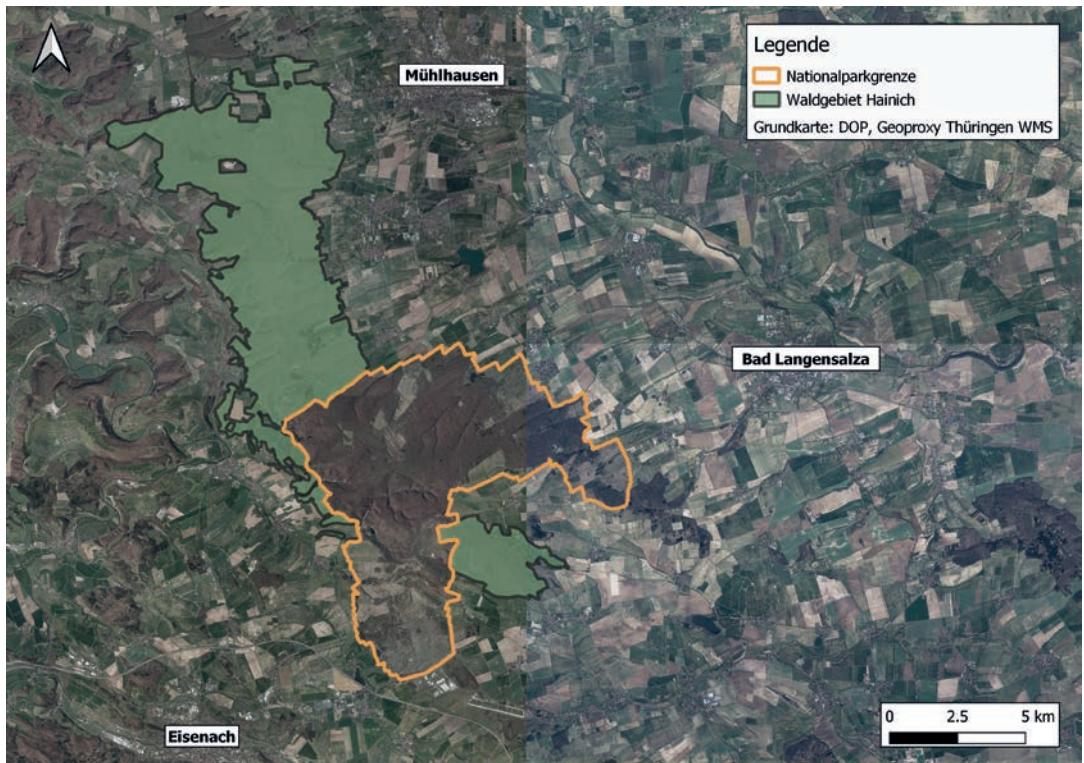 Mühlhausen
Legende
Nationalparkgrenze
Waldgebiet Hainich
Grundkarte: DOP, Geoproxy Thüringen WMS
Bad Langensalza
Eisenach
0 2.5 5 km